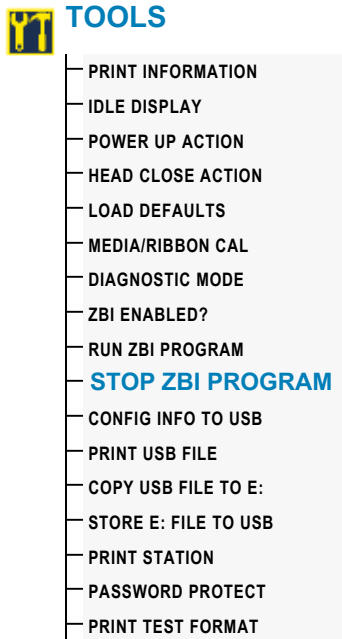 TOOLS
PRINT INFORMATION
IDLE DISPLAY
POWER UP ACTION
HEAD CLOSE ACTION
LOAD DEFAULTS
MEDIA/RIBBON CAL
DIAGNOSTIC MODE
ZBI ENABLED?
RUN ZBI PROGRAM
STOP ZBI PROGRAM
CONFIG INFO TO USB
PRINT USB FILE
COPY USB FILE TO E:
STORE E: FILE TO USB
PRINT STATION
PASSWORD PROTECT
PRINT TEST FORMAT